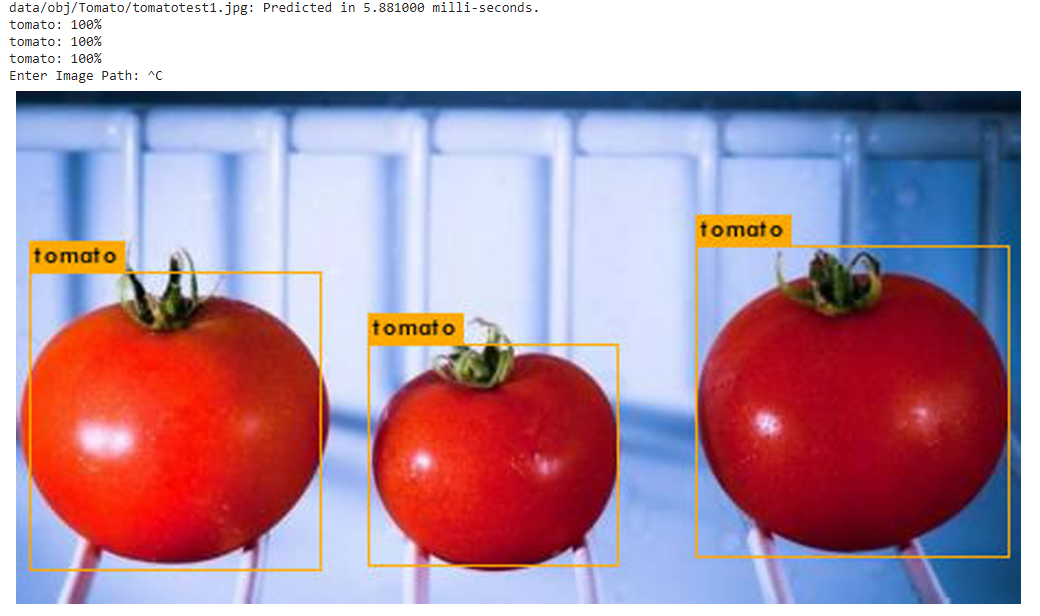 data/obj/Tomato/tomatotest1.jpg: Predicted in 5.881000 milli-seconds.
tomato: 100%
tomato: 100%
tomato: 100%
Enter Image Path: ^C
tomato
tomato
tomato